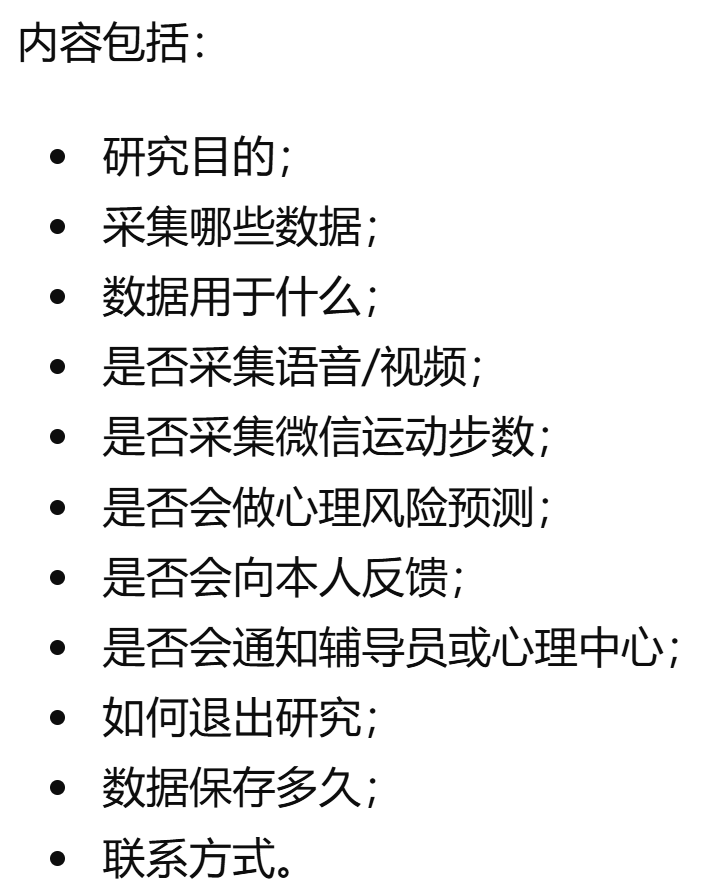 内容包括：
• 研究目的；
• 采集哪些数据；
• 数据用于什么；
• 是否采集语音/视频；
• 是否采集微信运动步数；
• 是否会做心理风险预测；
• 是否会向本人反馈；
• 是否会通知辅导员或心理中心；
• 如何退出研究；
• 数据保存多久；
• 联系方式。